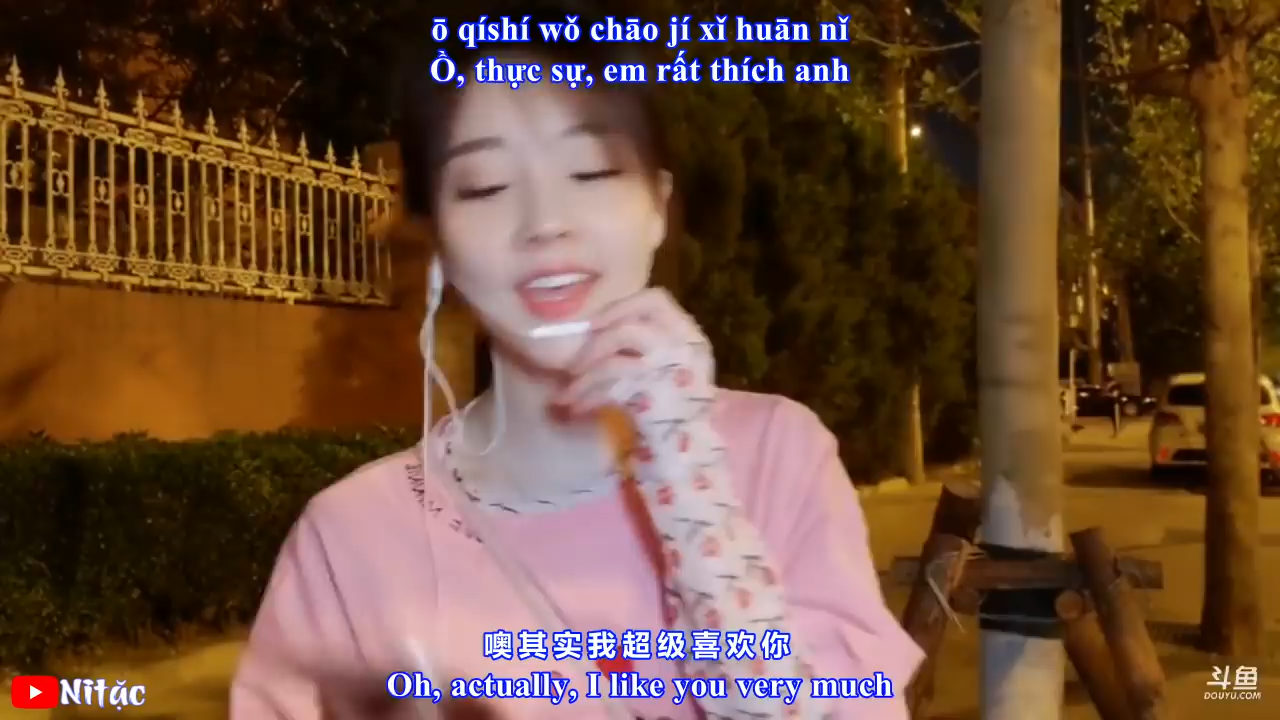 ō qíshí wǒ chāo jí xǐ huān nǐ
Ồ, thực sự, em rất thích anh
噢其实我超级喜欢你
Oh, actually, I like you very much
Nitặc
斗鱼
DOUYU.COM